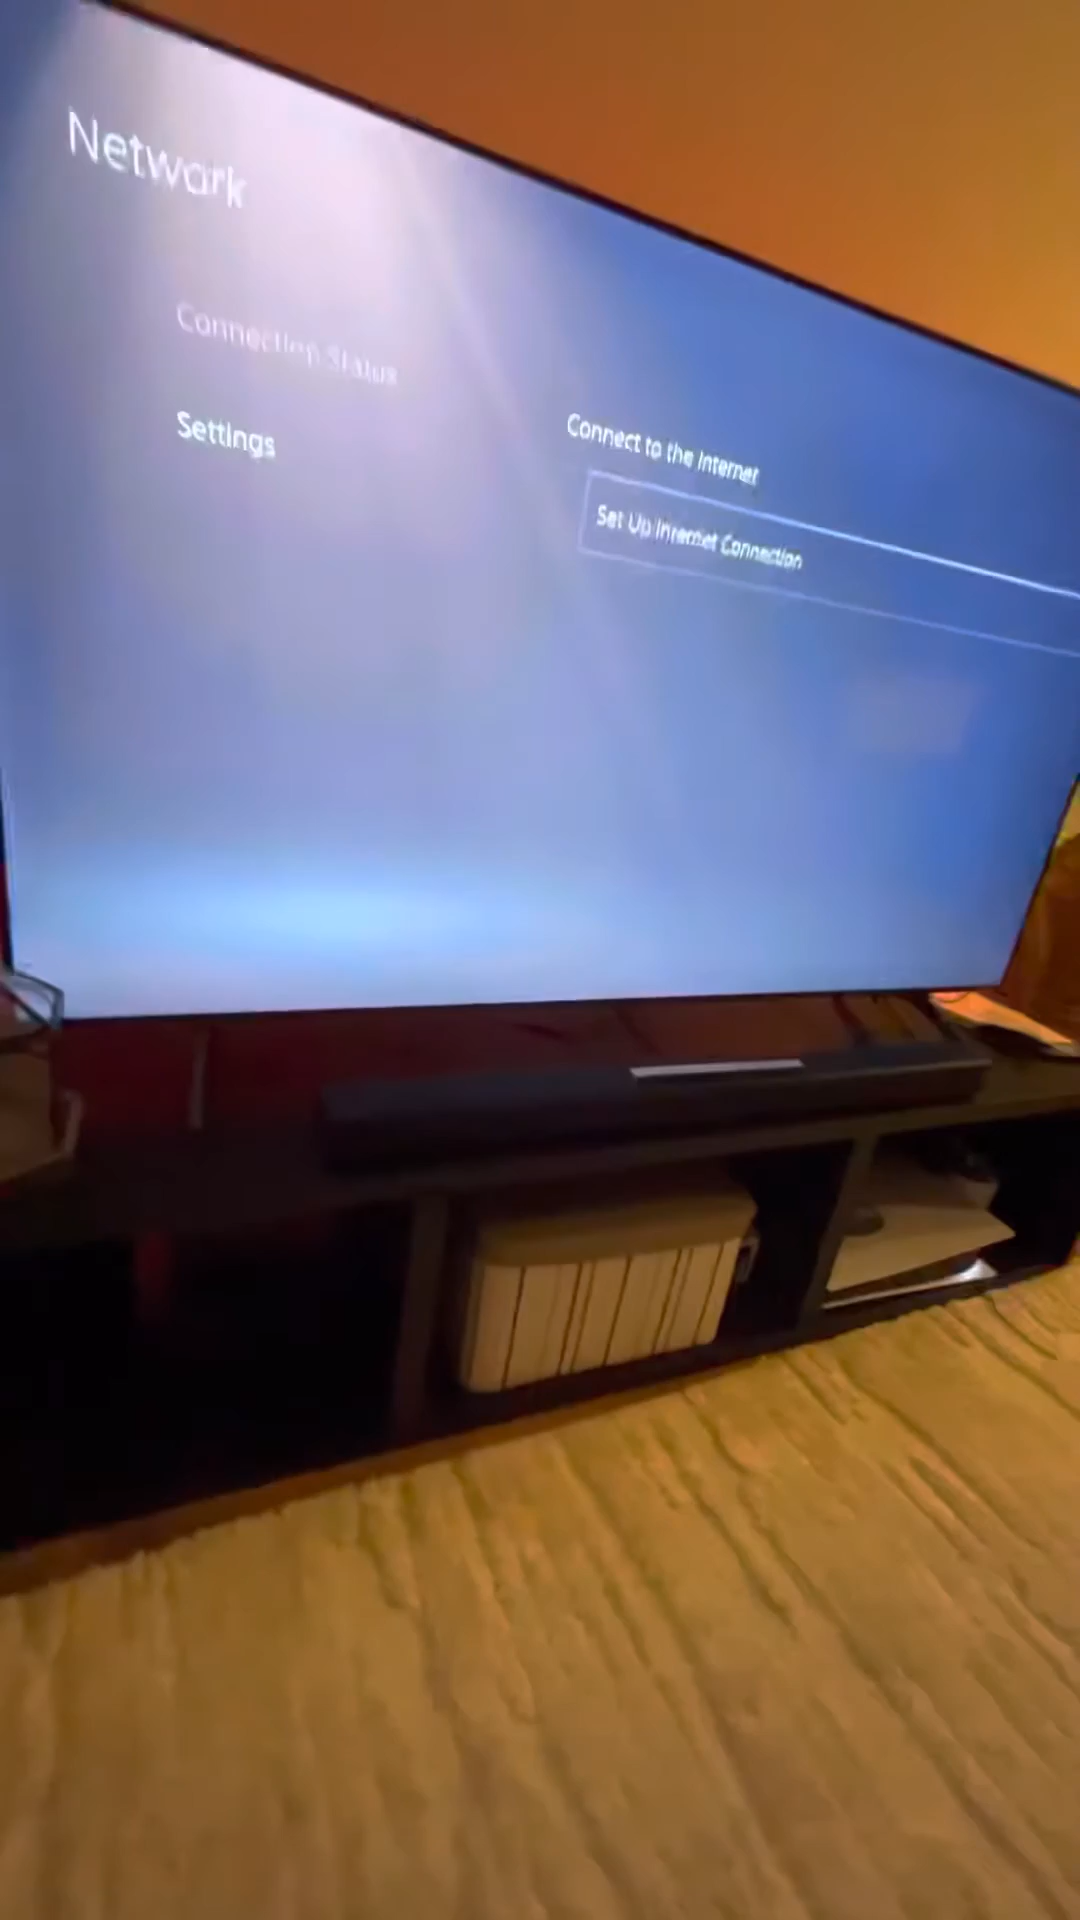 Network
Connection Status
Settings
Connect to the Internet
Set Up Internet Connection